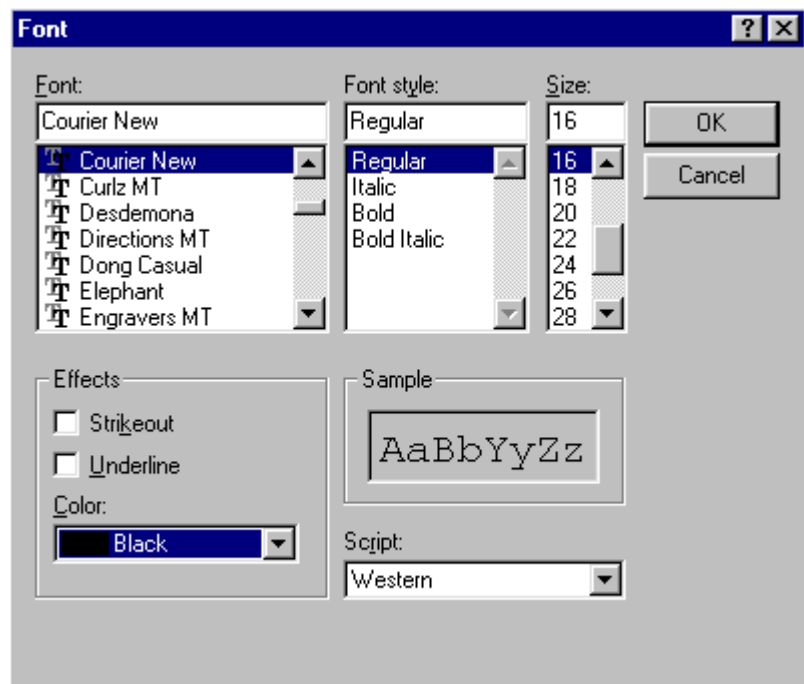 Font
Font:
Courier New
Courier New
Curlz MT
Desdemona
Directions MT
Dong Casual
Elephant
Engravers MT
Font style:
Regular
Regular
Italic
Bold
Bold Italic
Size:
16
16
18
20
22
24
26
28
OK
Cancel
Effects
Strikeout
Underline
Color:
Black
Sample
AaBbYyZz
Script:
Western